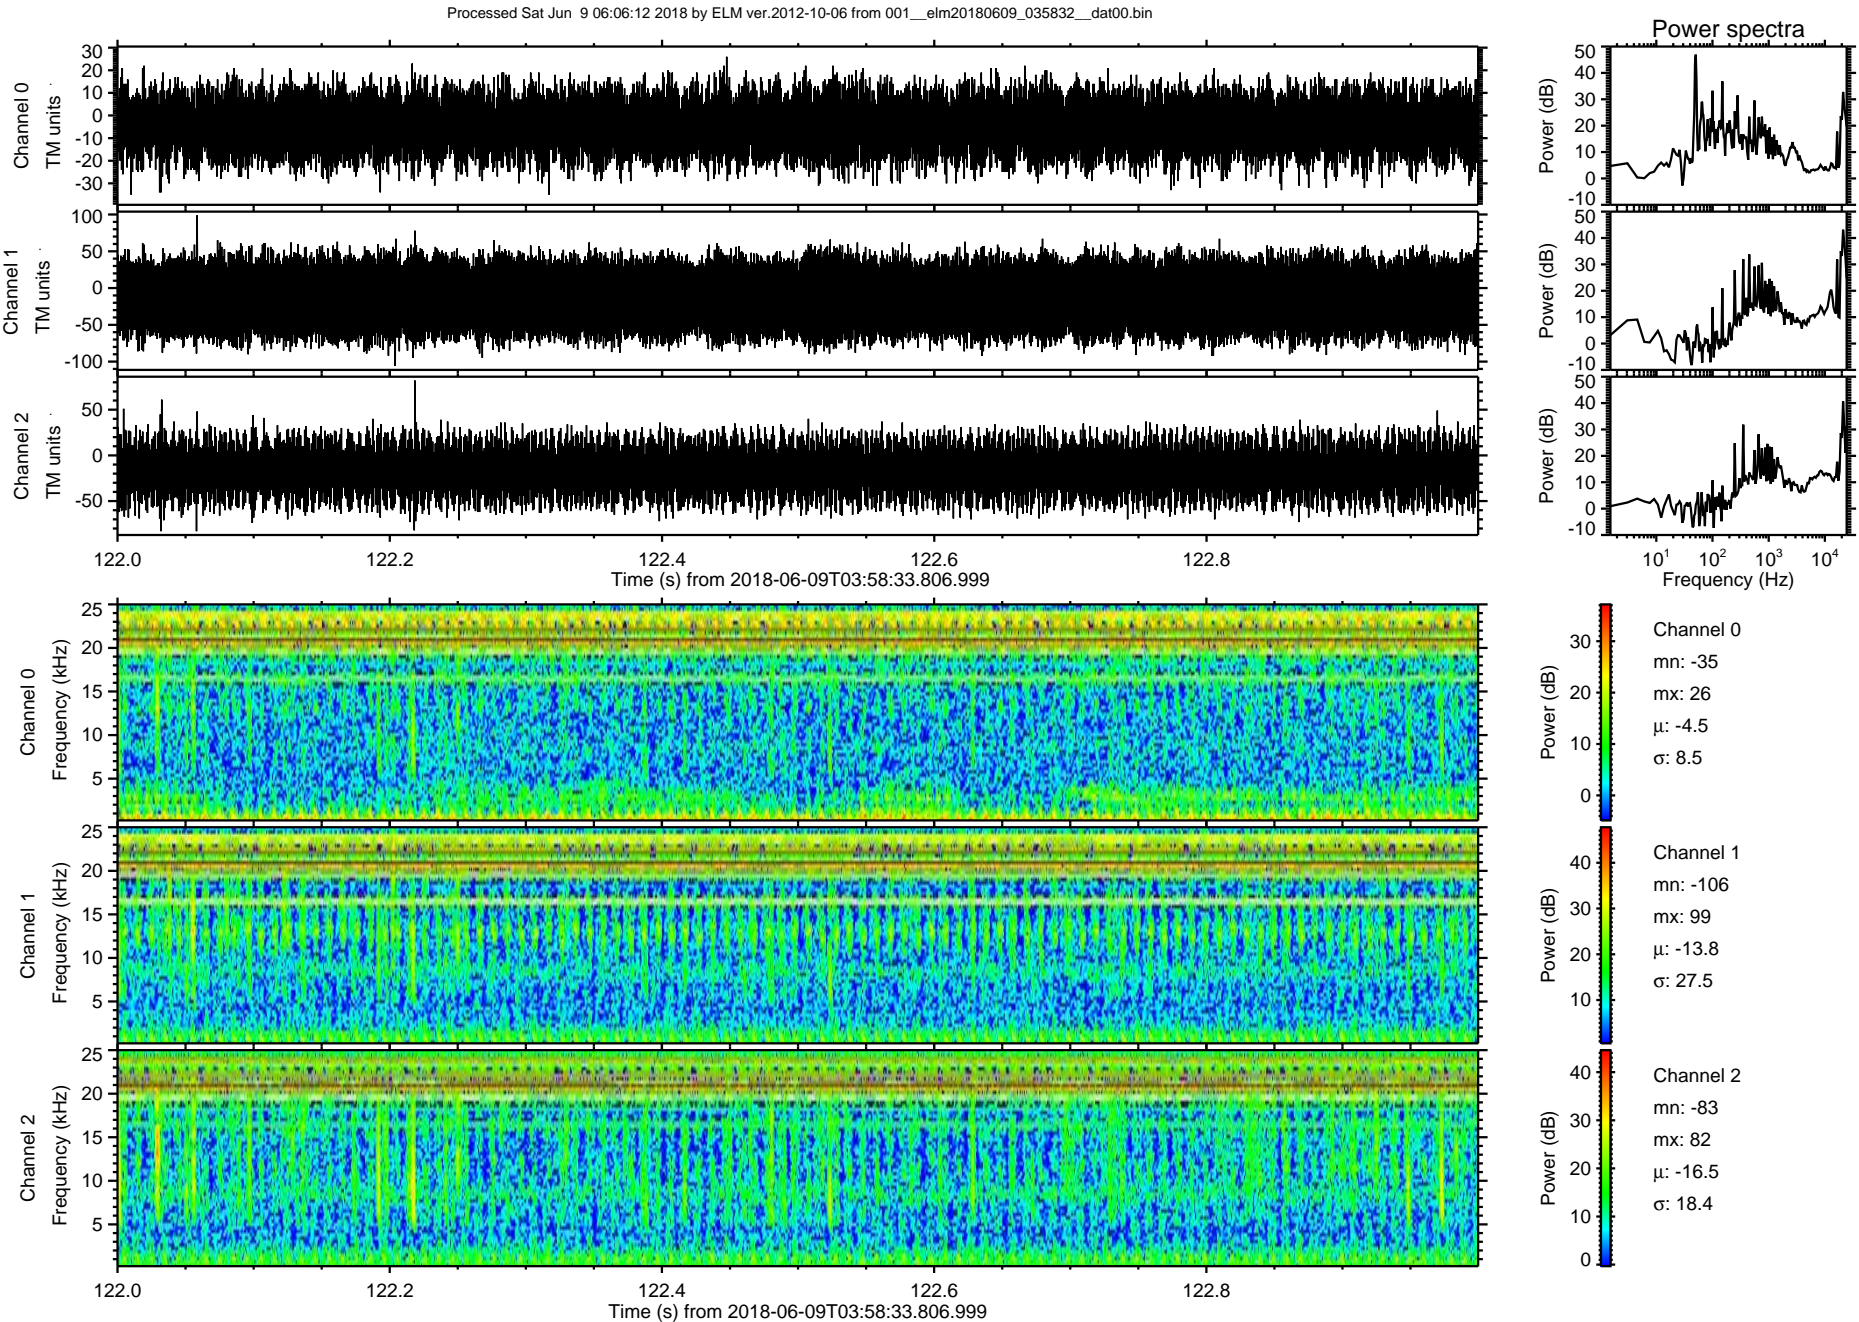 Processed Sat Jun  9 06:06:12 2018 by ELM ver.2012-10-06 from 001__elm20180609_035832__dat00.bin
Power spectra
Channel 0
TM units
30
20
10
0
-10
-20
-30
Power (dB)
50
40
30
20
10
0
-10
Channel 1
TM units
100
50
0
-50
-100
Power (dB)
50
40
30
20
10
0
-10
Channel 2
TM units
50
0
-50
Power (dB)
50
40
30
20
10
0
-10
122.0 122.2 122.4 122.6 122.8
Time (s) from 2018-06-09T03:58:33.806.999
10¹ 10² 10³ 10⁴
Frequency (Hz)
Channel 0
Frequency (kHz)
25
20
15
10
5
Power (dB)
30
20
10
0
Channel 0
mn: -35
mx: 26
μ: -4.5
σ: 8.5
Channel 1
Frequency (kHz)
25
20
15
10
5
Power (dB)
40
30
20
10
Channel 1
mn: -106
mx: 99
μ: -13.8
σ: 27.5
Channel 2
Frequency (kHz)
25
20
15
10
5
Power (dB)
40
30
20
10
0
Channel 2
mn: -83
mx: 82
μ: -16.5
σ: 18.4
122.0 122.2 122.4 122.6 122.8
Time (s) from 2018-06-09T03:58:33.806.999